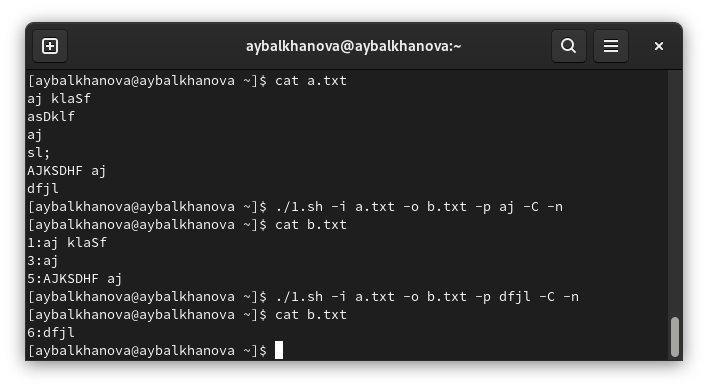 aybalkhanova@aybalkhanova:~
[aybalkhanova@aybalkhanova ~]$ cat a.txt
aj klaSf
asDklf
aj
sl;
AJKSDHF aj
dfjl
[aybalkhanova@aybalkhanova ~]$ ./1.sh -i a.txt -o b.txt -p aj -C -n
[aybalkhanova@aybalkhanova ~]$ cat b.txt
1:aj klaSf
3:aj
5:AJKSDHF aj
[aybalkhanova@aybalkhanova ~]$ ./1.sh -i a.txt -o b.txt -p dfjl -C -n
[aybalkhanova@aybalkhanova ~]$ cat b.txt
6:dfjl
[aybalkhanova@aybalkhanova ~]$